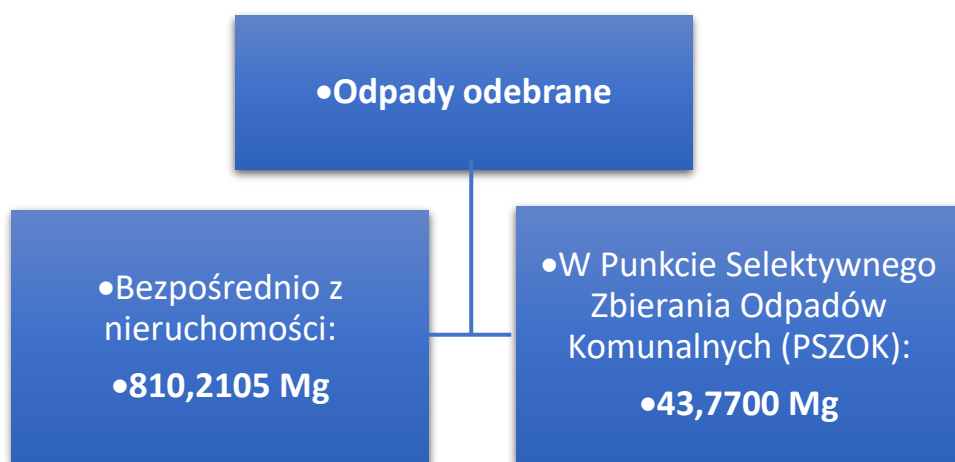 •Odpady odebrane
•Bezpośrednio z
nieruchomości:
•810,2105 Mg
•W Punkcie Selektywnego
Zbierania Odpadów
Komunalnych (PSZOK):
•43,7700 Mg